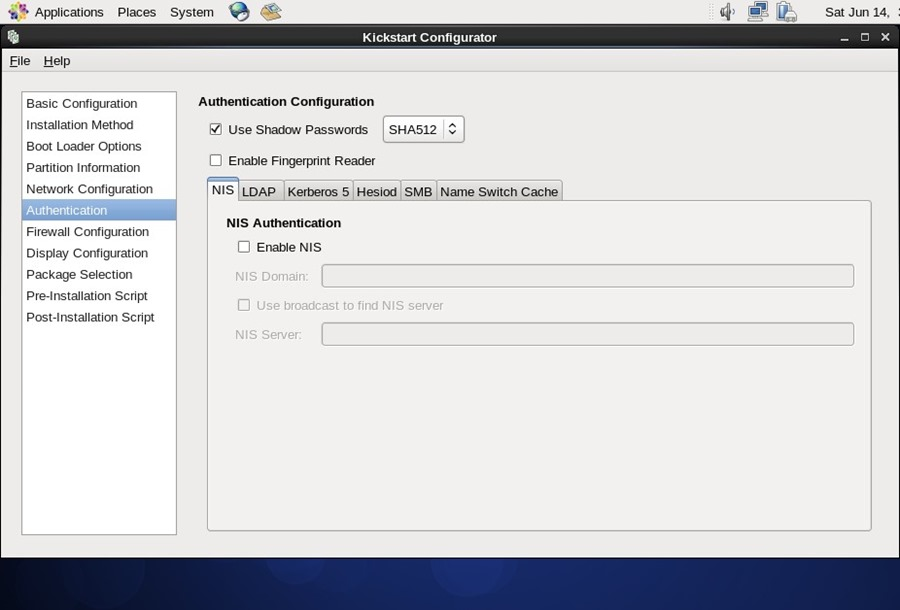 Applications Places System Sat Jun 14,
Kickstart Configurator
File Help
Basic Configuration
Installation Method
Boot Loader Options
Partition Information
Network Configuration
Authentication
Firewall Configuration
Display Configuration
Package Selection
Pre-Installation Script
Post-Installation Script
Authentication Configuration
Use Shadow Passwords SHA512
Enable Fingerprint Reader
NIS LDAP Kerberos 5 Hesiod SMB Name Switch Cache
NIS Authentication
Enable NIS
NIS Domain:
Use broadcast to find NIS server
NIS Server: